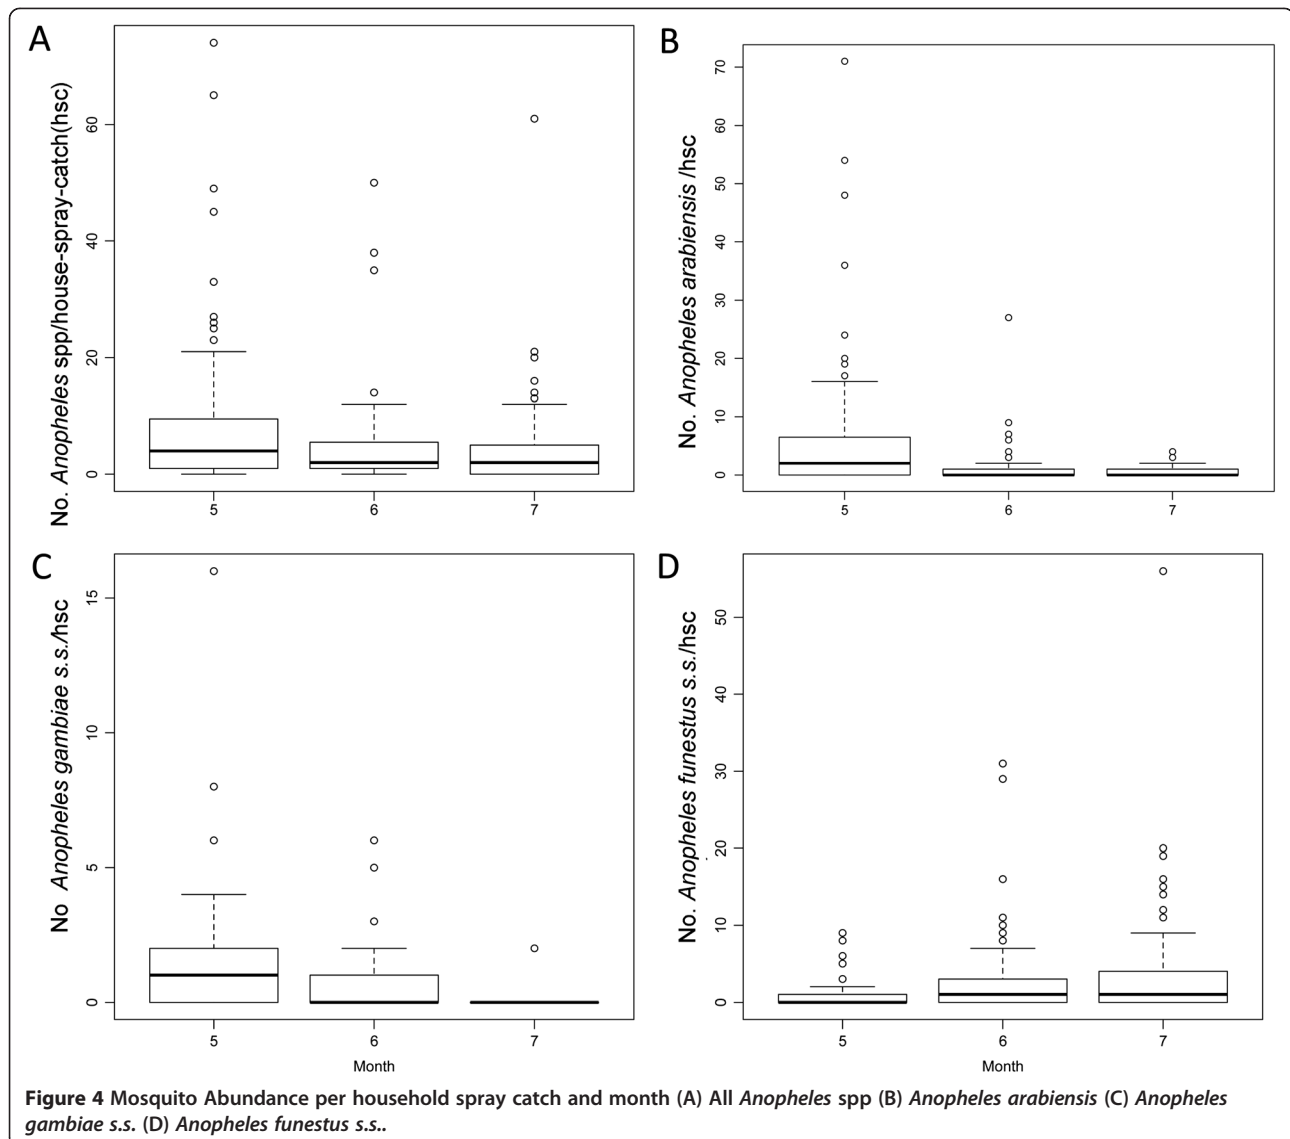 A
No. Anopheles spp/house-spray-catch(hsc)
60
40
20
0
5 6 7
B
No. Anopheles arabiensis /hsc
70
60
50
40
30
20
10
0
5 6 7
C
No Anopheles gambiae s.s./hsc
15
10
5
0
5 6 7
Month
D
No. Anopheles funestus s.s./hsc
50
40
30
20
10
0
5 6 7
Month
Figure 4 Mosquito Abundance per household spray catch and month (A) All Anopheles spp (B) Anopheles arabiensis (C) Anopheles
gambiae s.s. (D) Anopheles funestus s.s..